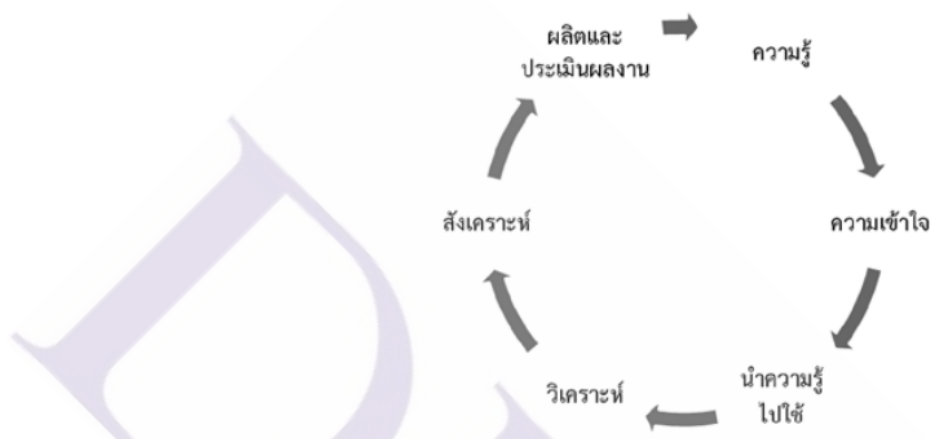 ผลิตและ
ประเมินผลงาน
ความรู้
ความเข้าใจ
นำความรู้
ไปใช้
วิเคราะห์
สังเคราะห์